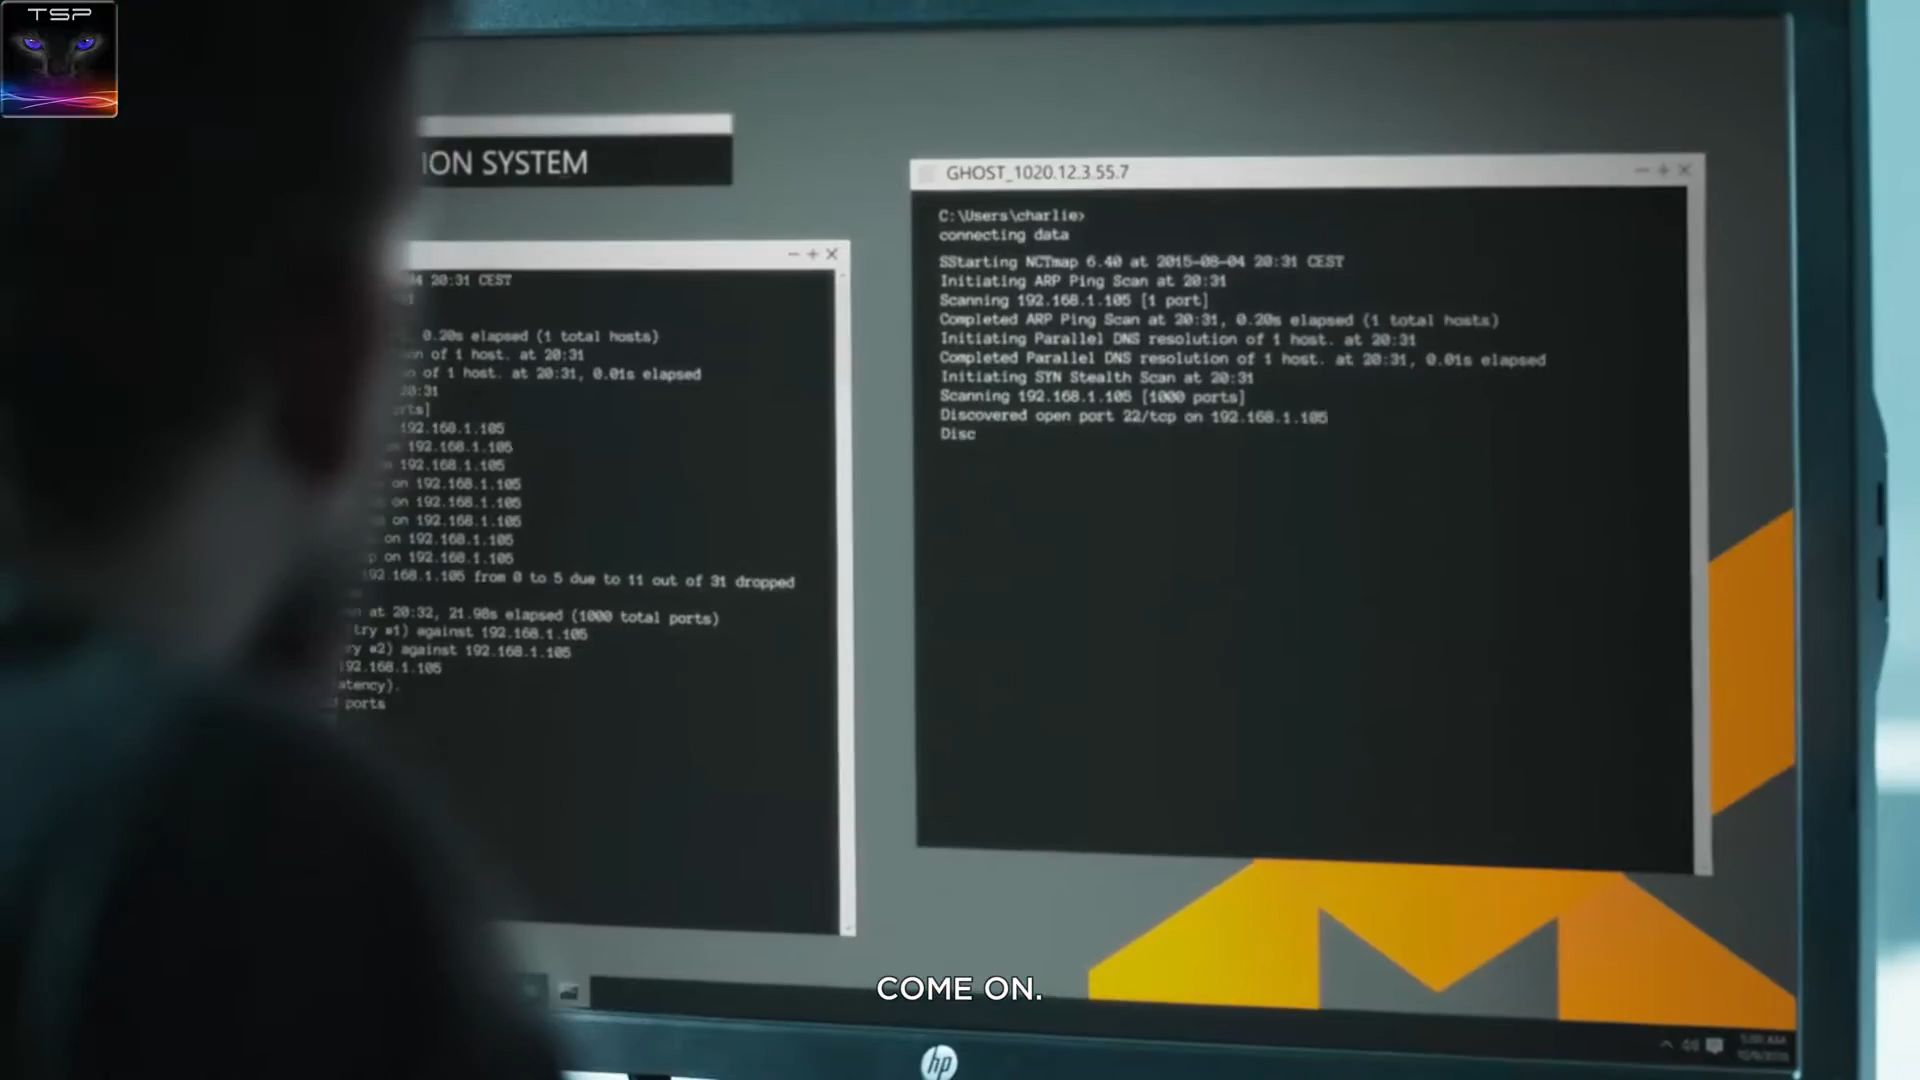 TSP
ION SYSTEM
20:31 CEST
0.20s elapsed (1 total hosts)
of 1 host. at 20:31
of 1 host. at 20:31, 0.01s elapsed
20:31
192.168.1.105
on 192.168.1.105
192.168.1.105
on 192.168.1.105
on 192.168.1.105
on 192.168.1.105
on 192.168.1.105
on 192.168.1.105
192.168.1.105 from 0 to 5 due to 11 out of 31 dropped
at 20:32, 21.98s elapsed (1000 total ports)
try #1) against 192.168.1.105
#2) against 192.168.1.105
192.168.1.105
ports
GHOST_1020.12.3.55.7
C:\Users\charlie>
connecting data
SStarting NCTmap 6.40 at 2015-08-04 20:31 CEST
Initiating ARP Ping Scan at 20:31
Scanning 192.168.1.105 [1 port]
Completed ARP Ping Scan at 20:31, 0.20s elapsed (1 total hosts)
Initiating Parallel DNS resolution of 1 host. at 20:31
Completed Parallel DNS resolution of 1 host. at 20:31, 0.01s elapsed
Initiating SYN Stealth Scan at 20:31
Scanning 192.168.1.105 [1000 ports]
Discovered open port 22/tcp on 192.168.1.105
Disc
COME ON.
hp